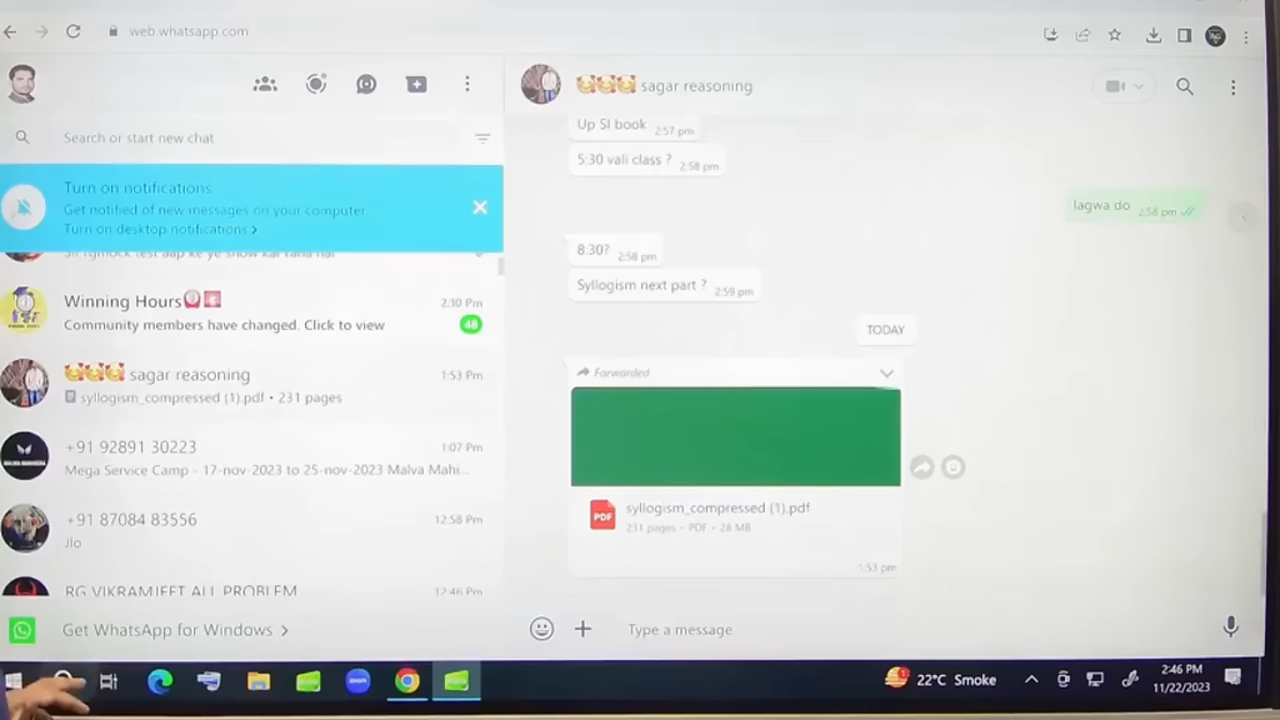 web.whatsapp.com
🥰🥰🥰 sagar reasoning
Search or start new chat
Turn on notifications
Get notified of new messages on your computer
Turn on desktop notifications >
Winning Hours
2:10 Pm
Community members have changed. Click to view
48
🥰🥰🥰 sagar reasoning
1:53 Pm
syllogism_compressed (1).pdf • 231 pages
+91 92891 30223
1:07 Pm
Mega Service Camp - 17-nov-2023 to 25-nov-2023 Malva Mahi...
+91 87084 83556
12:58 Pm
Jlo
RG VIKRAMJEET ALL PROBLEM
12:46 Pm
Get WhatsApp for Windows >
Up SI book 2:57 pm
5:30 vali class ? 2:58 pm
lagwa do 2:58 pm
8:30? 2:58 pm
Syllogism next part ? 2:59 pm
TODAY
Forwarded
PDF
syllogism_compressed (1).pdf
231 pages • PDF • 28 MB
1:53 pm
Type a message
zoom
22°C Smoke
2:46 PM
11/22/2023